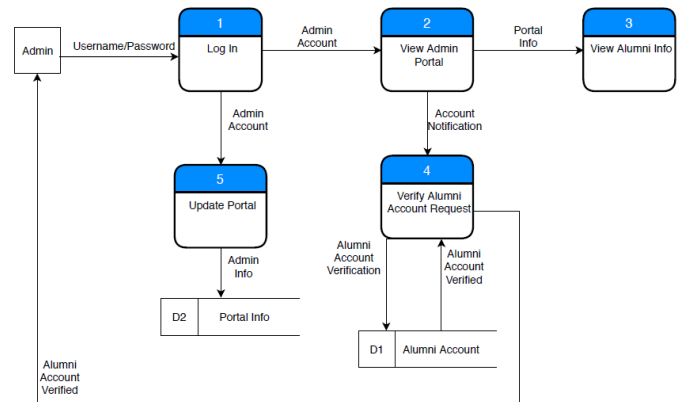 1
2
3
Admin
Username/Password
Log In
Admin
Account
View Admin
Portal
Portal
Info
View Alumni Info
Admin
Account
Account
Notification
5
Update Portal
4
Verify Alumni
Account Request
Admin
Info
Alumni
Account
Verification
Alumni
Account
Verified
D2
Portal Info
D1
Alumni Account
Alumni
Account
Verified